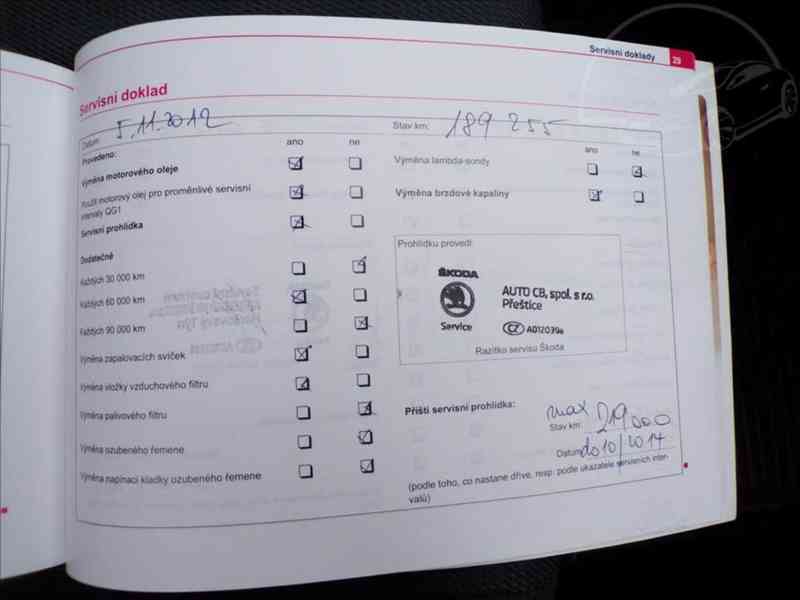 Servisní doklady 29
Servisní doklad
Datum: 5.11.2012
Stav km: 189 255
Provedeno: ano ne
Výměna motorového oleje
Použit motorový olej pro proměnlivé servisní
intervaly QG1
Servisní prohlídka
Dodatečně
Každých 30 000 km
Každých 60 000 km
Každých 90 000 km
Výměna zapalovacích svíček
Výměna vložky vzduchového filtru
Výměna palivového filtru
Výměna ozubeného řemene
Výměna napínací kladky ozubeného řemene
ano ne
Výměna lambda-sondy
Výměna brzdové kapaliny
Prohlídku provedl:
ŠKODA
Service
AUTO CB, spol. s r.o.
Přeštice
CZ A012039a
Razítko servisu Škoda
Příští servisní prohlídka:
max
Stav km: 219 000
Datum: do 10/2014
(podle toho, co nastane dříve, resp. podle ukazatele servisních inter-
valů)